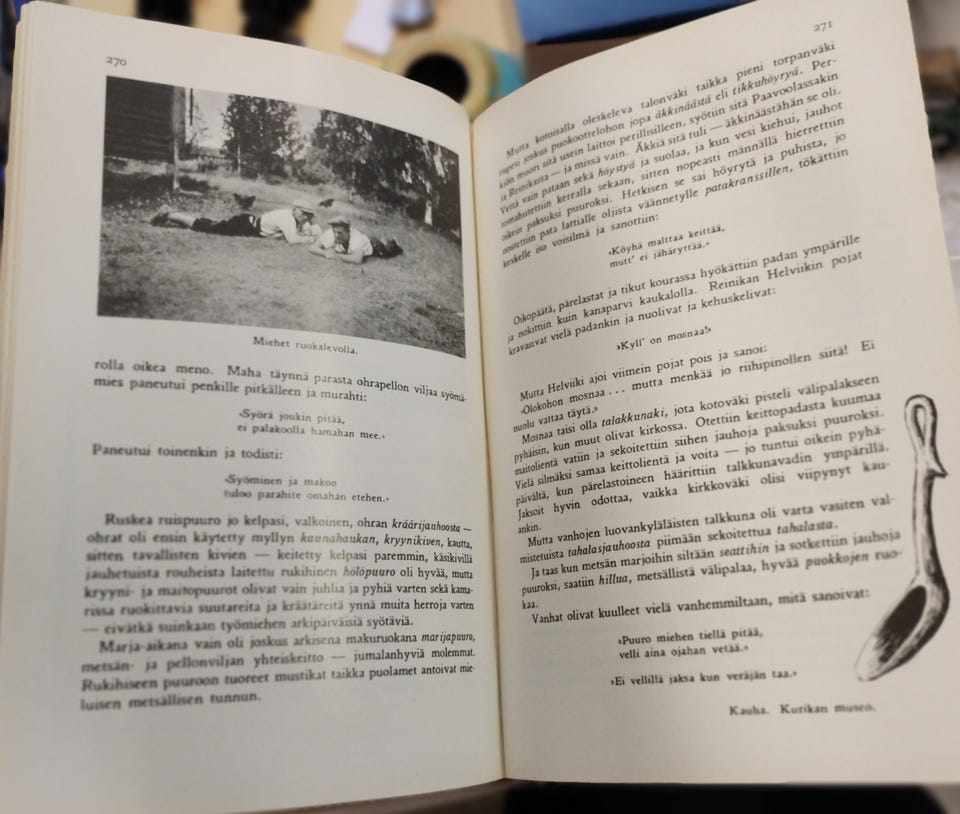 270
Miehet ruokalevolla.
rolla oikea meno. Maha täynnä parasta ohrapellon viljaa syömä-
mies paneutui penkille pitkälleen ja murahti:
«Syörä joukin pitää,
ei palakoolla hamahan mee.»
Paneutui toinenkin ja todisti:
«Syöminen ja makoo
tuloo parahite omahan etehen.»
Ruskea ruispuuro jo kelpasi, valkoinen, ohran kräärijauhoosta —
ohrat oli ensin käytetty myllyn kaunahaukan, kryynikiven, kautta,
sitten tavallisten kivien — keitetty kelpasi paremmin, käsikivillä
jauhetuista rouheista laitettu rukihinen hölöpuuro oli hyvää, mutta
kryyni- ja maitopuurot olivat vain juhlia ja pyhiä varten sekä kama-
rissa ruokittavia suutareita ja kräätäreitä ynnä muita herroja varten
— eivätkä suinkaan työmiehen arkipäiväisiä syötäviä.
Marja-aikana vain oli joskus arkisena makuruokana marijapuuro,
metsän- ja pellonviljan yhteiskeitto — jumalanhyviä molemmat.
Rukihiseen puuroon tuoreet mustikat taikka puolamet antoivat mie-
luisen metsällisen tunnun.
271
Mutta kotoisalla oleskeleva talonväki taikka pieni torpanväki
rupesi joskus puokoottelohon jopa äkkinäästä eli tikkuhöyryä. Per-
kiön muori sitä usein laittoi perillisilleen, syötiin sitä Paavoolassakin
ja Reinikassa — ja missä vain. Äkkiä sitä tuli — äkkinäästähän se oli.
Vettä vain pataan sekä höystyä ja suolaa, ja kun vesi kiehui, jauhot
romahutettiin kerralla sekaan, sitten nopeasti männällä hierrettiin
oikein paksuksi puuroksi. Hetkisen se sai höyrytä ja puhista, jo
nostettiin pata lattialle oljista väännetylle patakranssillen, tökättiin
keskelle iso voisilmä ja sanottiin:
«Köyhä malttaa keittää,
mutt' ei jähäryttää.»
Oikopäätä, pärelastat ja tikut kourassa hyökättiin padan ympärille
ja nokittiin kuin kanaparvi kaukalolla. Reinikan Helviikin pojat
kravasivat vielä padankin ja nuolivat ja kehuskelivat:
»Kyll' on mosnaa!»
Mutta Helviiki ajoi viimein pojat pois ja sanoi:
«Olokohon mosnaa . . . mutta menkää jo riihipinollen siitä! Ei
nuolu vattaa täytä.»
Mosnaa taisi olla talakkunaki, jota kotoväki pisteli välipalakseen
pyhäisin, kun muut olivat kirkossa. Otettiin keittopadasta kuumaa
maitolientä vatiin ja sekoitettiin siihen jauhoja paksuksi puuroksi.
Vielä silmäksi samaa keittolientä ja voita — jo tuntui oikein pyhä-
päivältä, kun pärelastoineen häärittiin talkkunavadin ympärillä.
Jaksoit hyvin odottaa, vaikka kirkkoväki olisi viipynyt kau-
ankin.
Mutta vanhojen luovankyläläisten talkkuna oli varta vasiten val-
mistetuista tahalasjauhoosta piimään sekoitettua tahalasta.
Ja taas kun metsän marjoihin siltään seattihin ja sotkettiin jauhoja
puuroksi, saatiin hillua, metsällistä välipalaa, hyvää puokkojen ruo-
kaa.
Vanhat olivat kuulleet vielä vanhemmiltaan, mitä sanoivat:
»Puuro miehen tiellä pitää,
velli aina ojahan vetää.»
»Ei vellillä jaksa kun veräjän taa.»
Kauha. Kurikan museo.